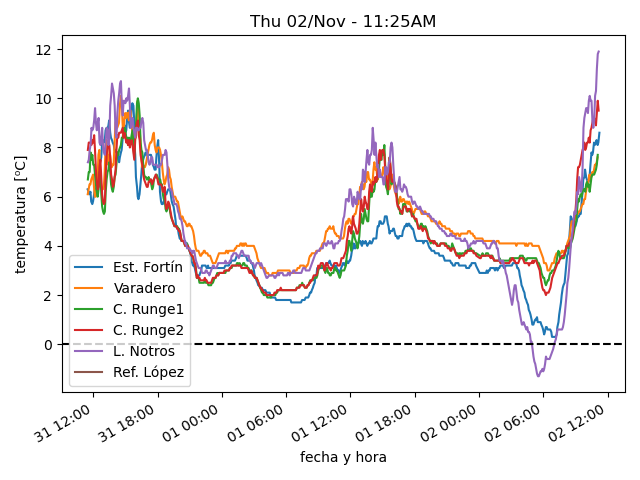 Thu 02/Nov - 11:25AM
temperatura [ºC]
12
10
8
6
4
2
0
Est. Fortín
Varadero
C. Runge1
C. Runge2
L. Notros
Ref. López
31 12:00
31 18:00
01 00:00
01 06:00
01 12:00
01 18:00
02 00:00
02 06:00
02 12:00
fecha y hora